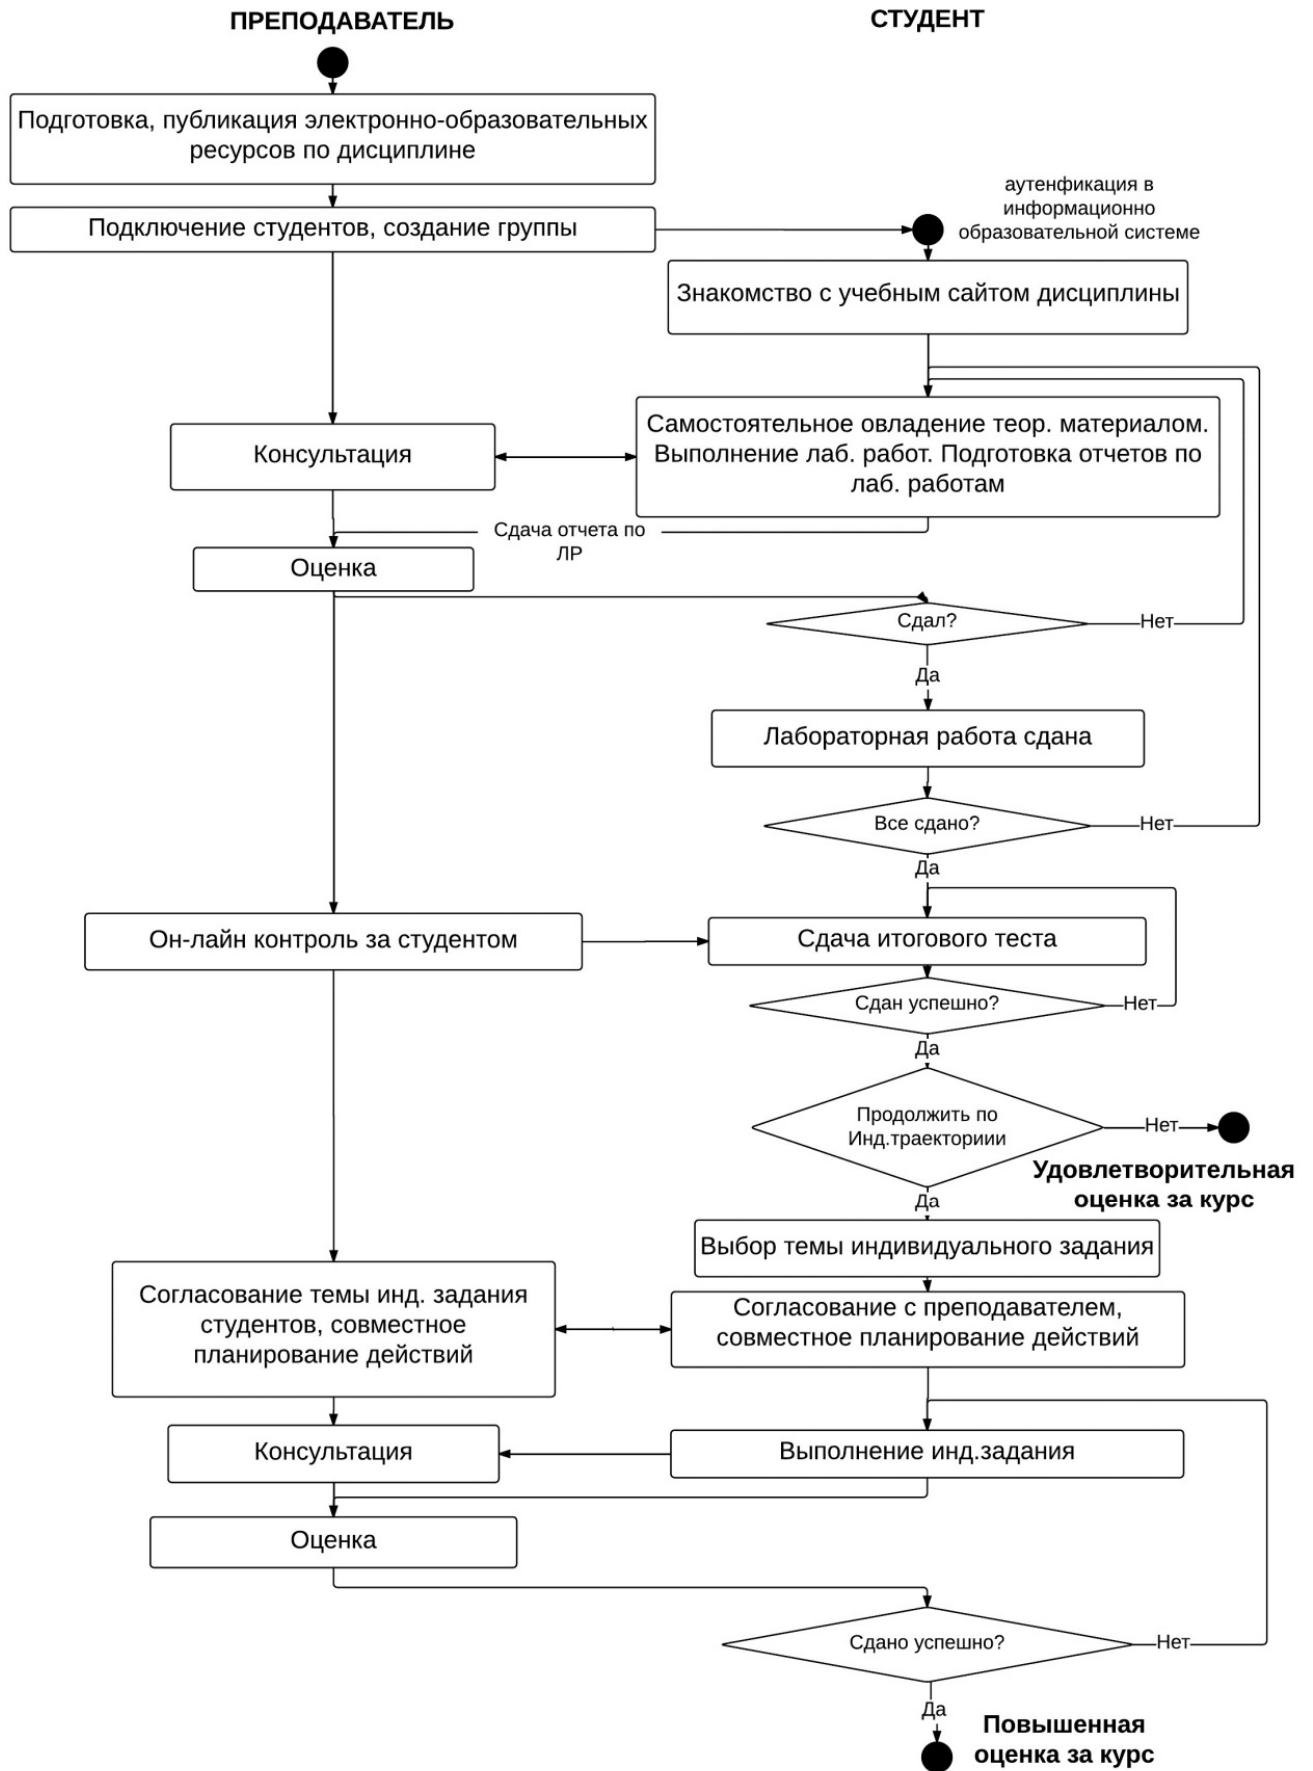 ПРЕПОДАВАТЕЛЬ
СТУДЕНТ
Подготовка, публикация электронно-образовательных
ресурсов по дисциплине
Подключение студентов, создание группы
аутенфикация в
информационно
образовательной системе
Знакомство с учебным сайтом дисциплины
Консультация
Самостоятельное овладение теор. материалом.
Выполнение лаб. работ. Подготовка отчетов по
лаб. работам
Сдача отчета по
ЛР
Оценка
Сдал?
Нет
Да
Лабораторная работа сдана
Все сдано?
Нет
Да
Он-лайн контроль за студентом
Сдача итогового теста
Сдан успешно?
Нет
Да
Продолжить по
Инд.траекториии
Нет
Удовлетворительная
оценка за курс
Да
Выбор темы индивидуального задания
Согласование темы инд. задания
студентов, совместное
планирование действий
Согласование с преподавателем,
совместное планирование действий
Консультация
Выполнение инд.задания
Оценка
Сдано успешно?
Нет
Да
Повышенная
оценка за курс